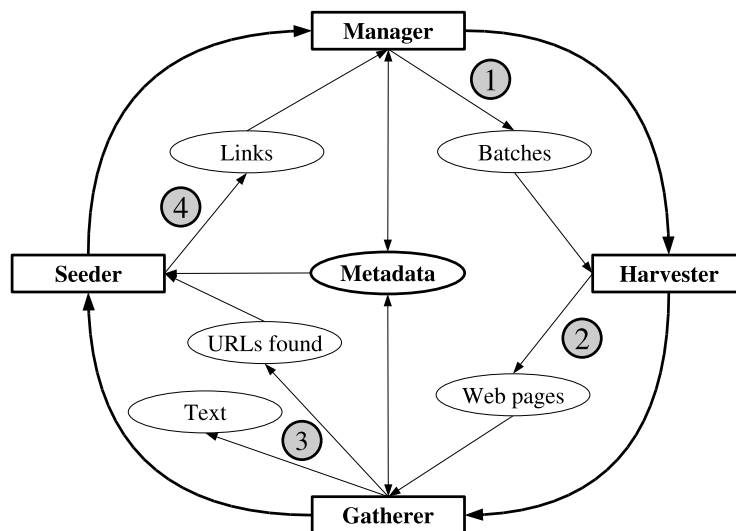 Manager
1
Links
Batches
4
Seeder
Metadata
Harvester
URLs found
2
Web pages
Text
3
Gatherer